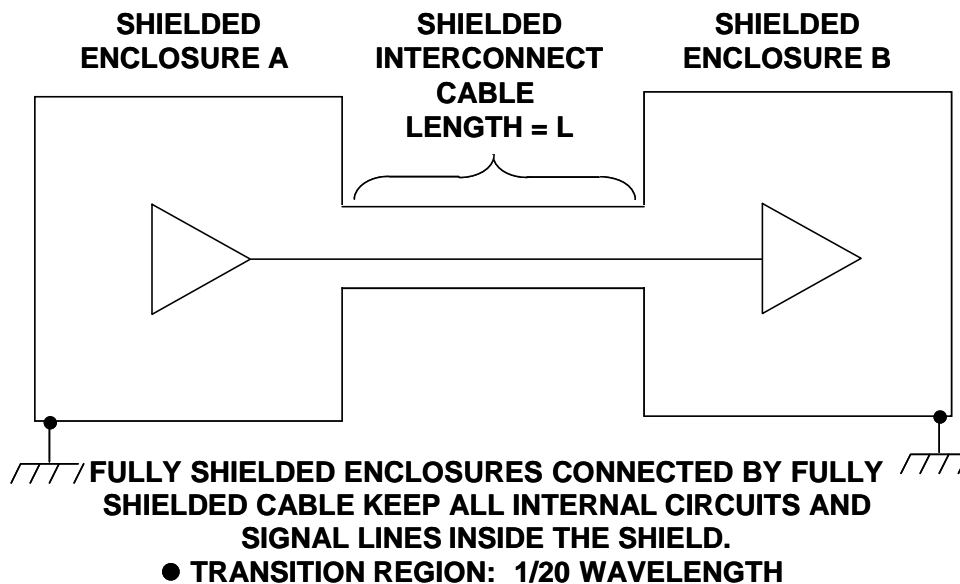 SHIELDED
ENCLOSURE A
SHIELDED
INTERCONNECT
CABLE
LENGTH = L
SHIELDED
ENCLOSURE B
FULLY SHIELDED ENCLOSURES CONNECTED BY FULLY
SHIELDED CABLE KEEP ALL INTERNAL CIRCUITS AND
SIGNAL LINES INSIDE THE SHIELD.
● TRANSITION REGION: 1/20 WAVELENGTH